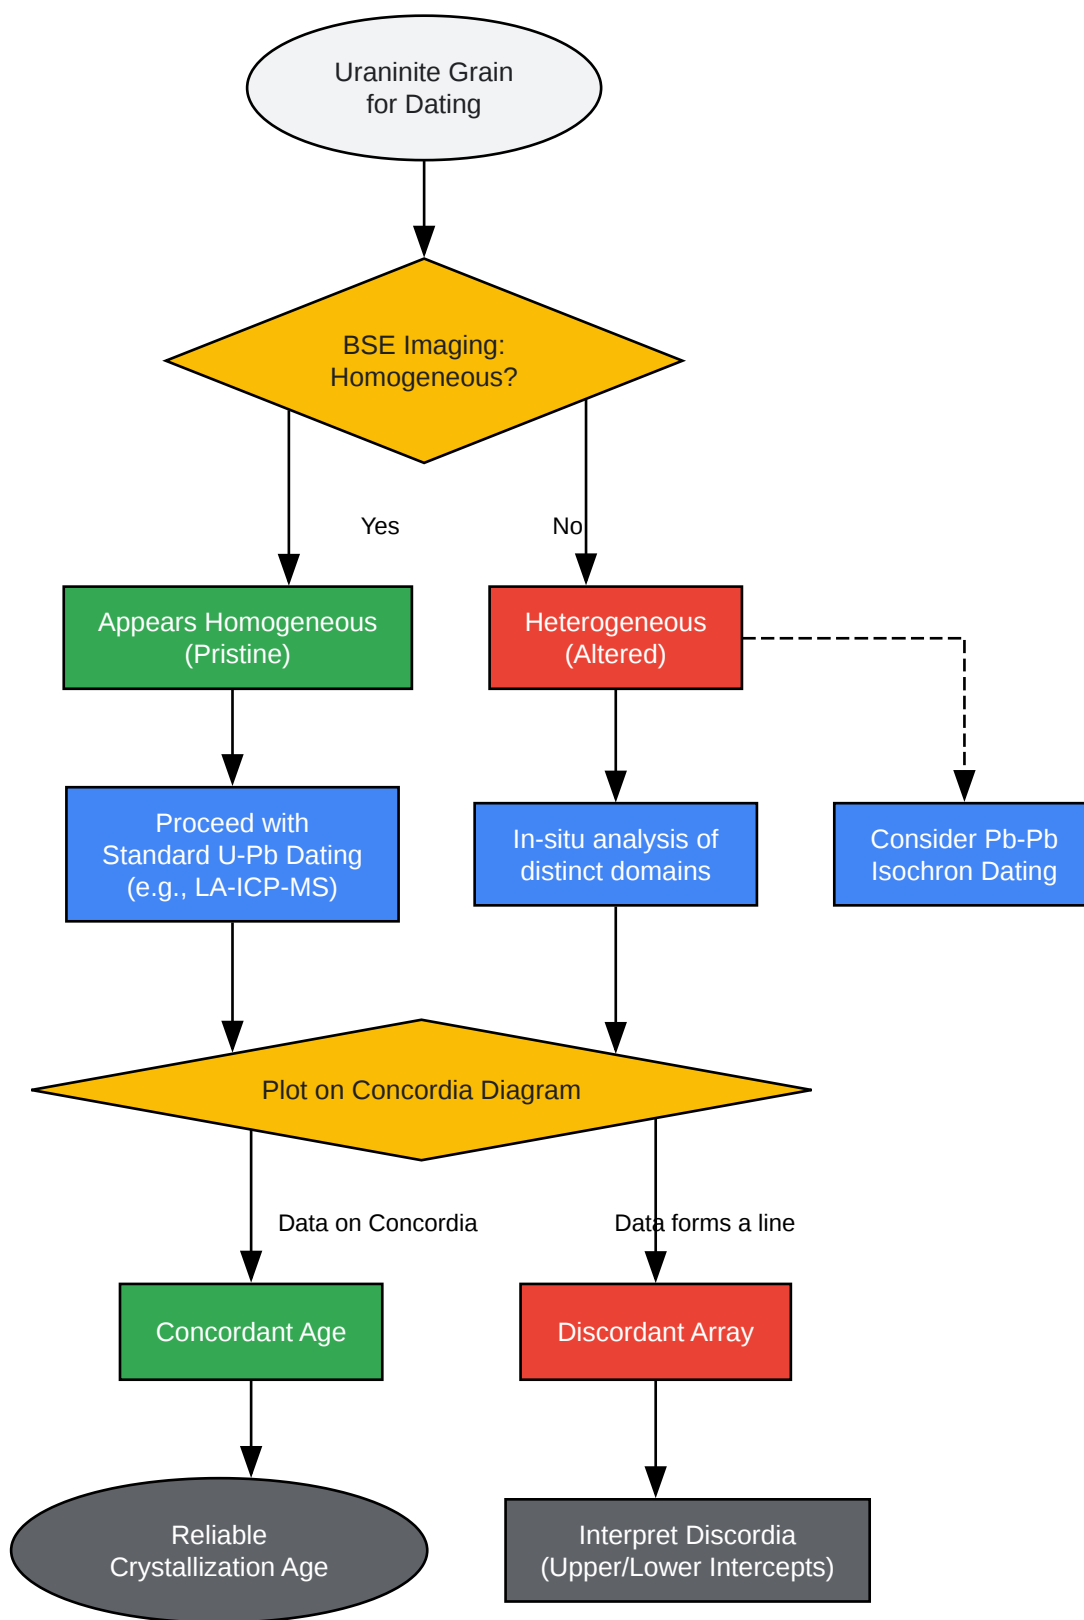 Uraninite Grain
for Dating
BSE Imaging:
Homogeneous?
Yes
No
Appears Homogeneous
(Pristine)
Heterogeneous
(Altered)
Proceed with
Standard U-Pb Dating
(e.g., LA-ICP-MS)
In-situ analysis of
distinct domains
Consider Pb-Pb
Isochron Dating
Plot on Concordia Diagram
Data on Concordia
Data forms a line
Concordant Age
Discordant Array
Reliable
Crystallization Age
Interpret Discordia
(Upper/Lower Intercepts)